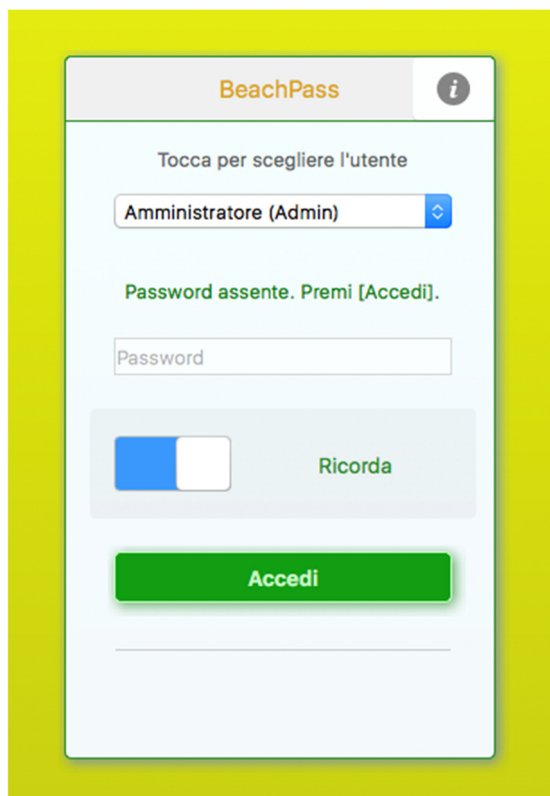 BeachPass
i
Tocca per scegliere l'utente
Amministratore (Admin)
Password assente. Premi [Accedi].
Password
Ricorda
Accedi